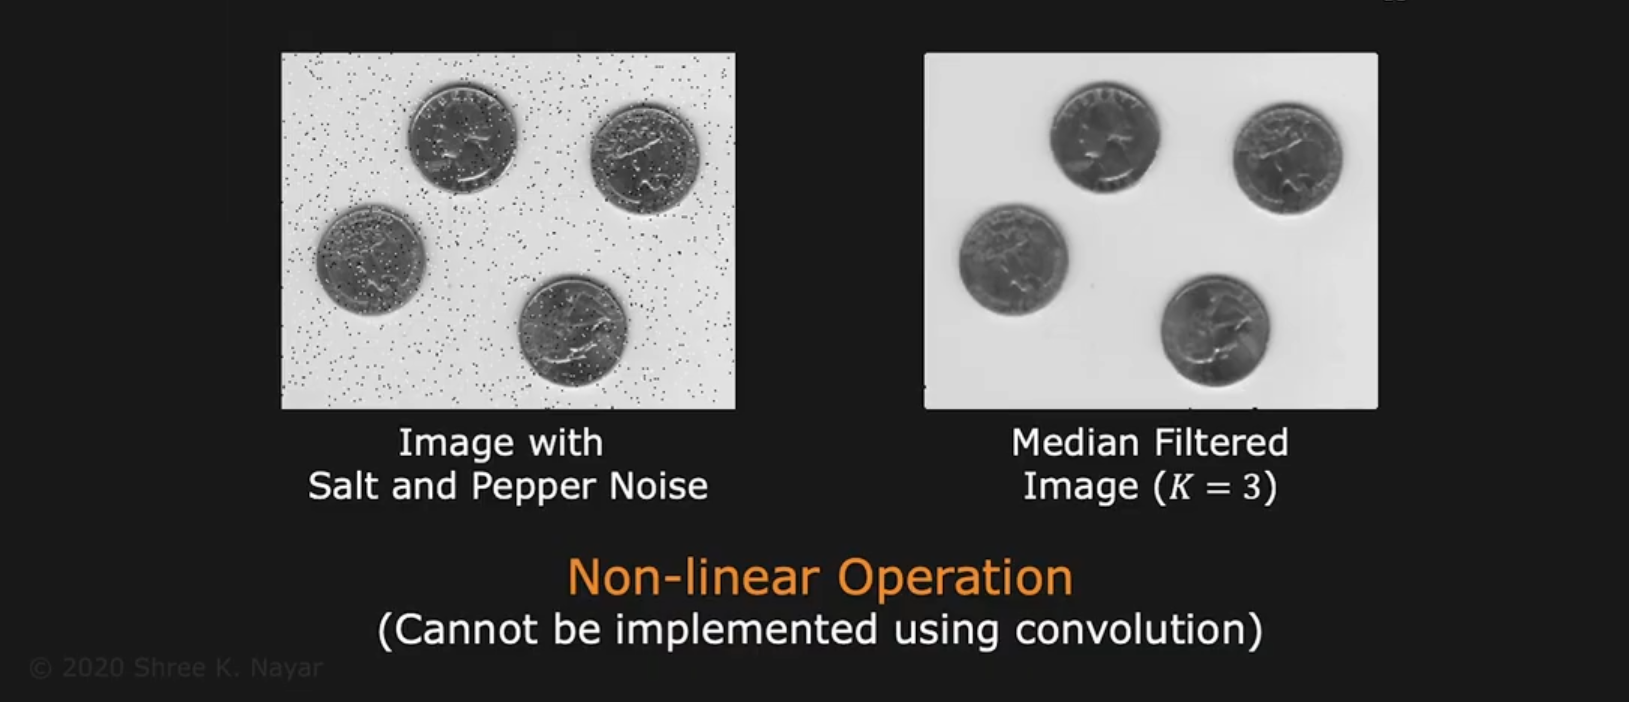 Image with
Salt and Pepper Noise
Median Filtered
Image (K = 3)
Non-linear Operation
(Cannot be implemented using convolution)
© 2020 Shree K. Nayar